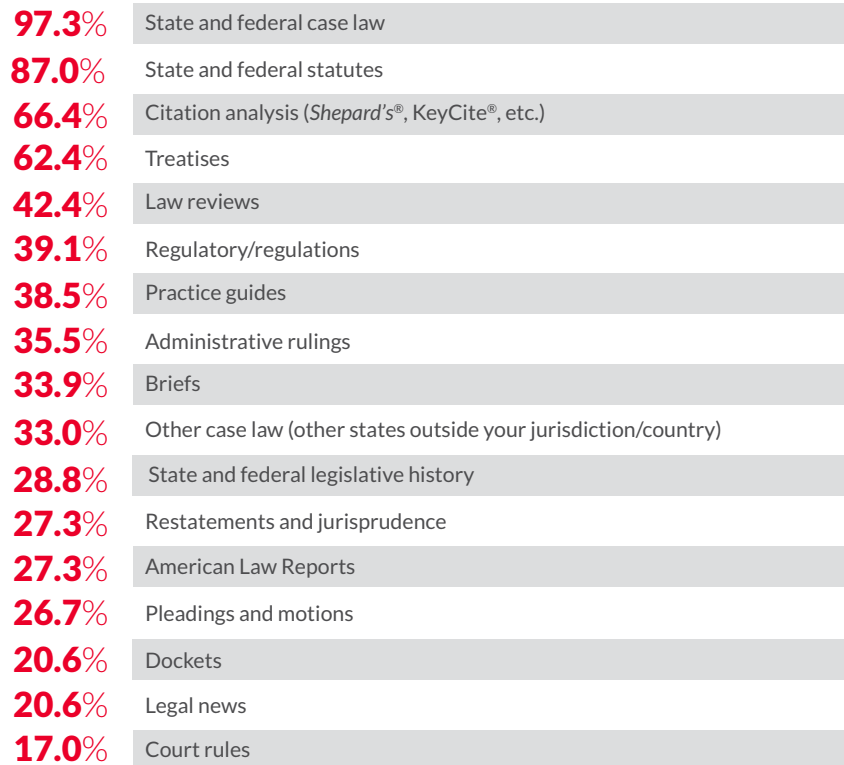 97.3% State and federal case law
87.0% State and federal statutes
66.4% Citation analysis (Shepard's®, KeyCite®, etc.)
62.4% Treatises
42.4% Law reviews
39.1% Regulatory/regulations
38.5% Practice guides
35.5% Administrative rulings
33.9% Briefs
33.0% Other case law (other states outside your jurisdiction/country)
28.8% State and federal legislative history
27.3% Restatements and jurisprudence
27.3% American Law Reports
26.7% Pleadings and motions
20.6% Dockets
20.6% Legal news
17.0% Court rules